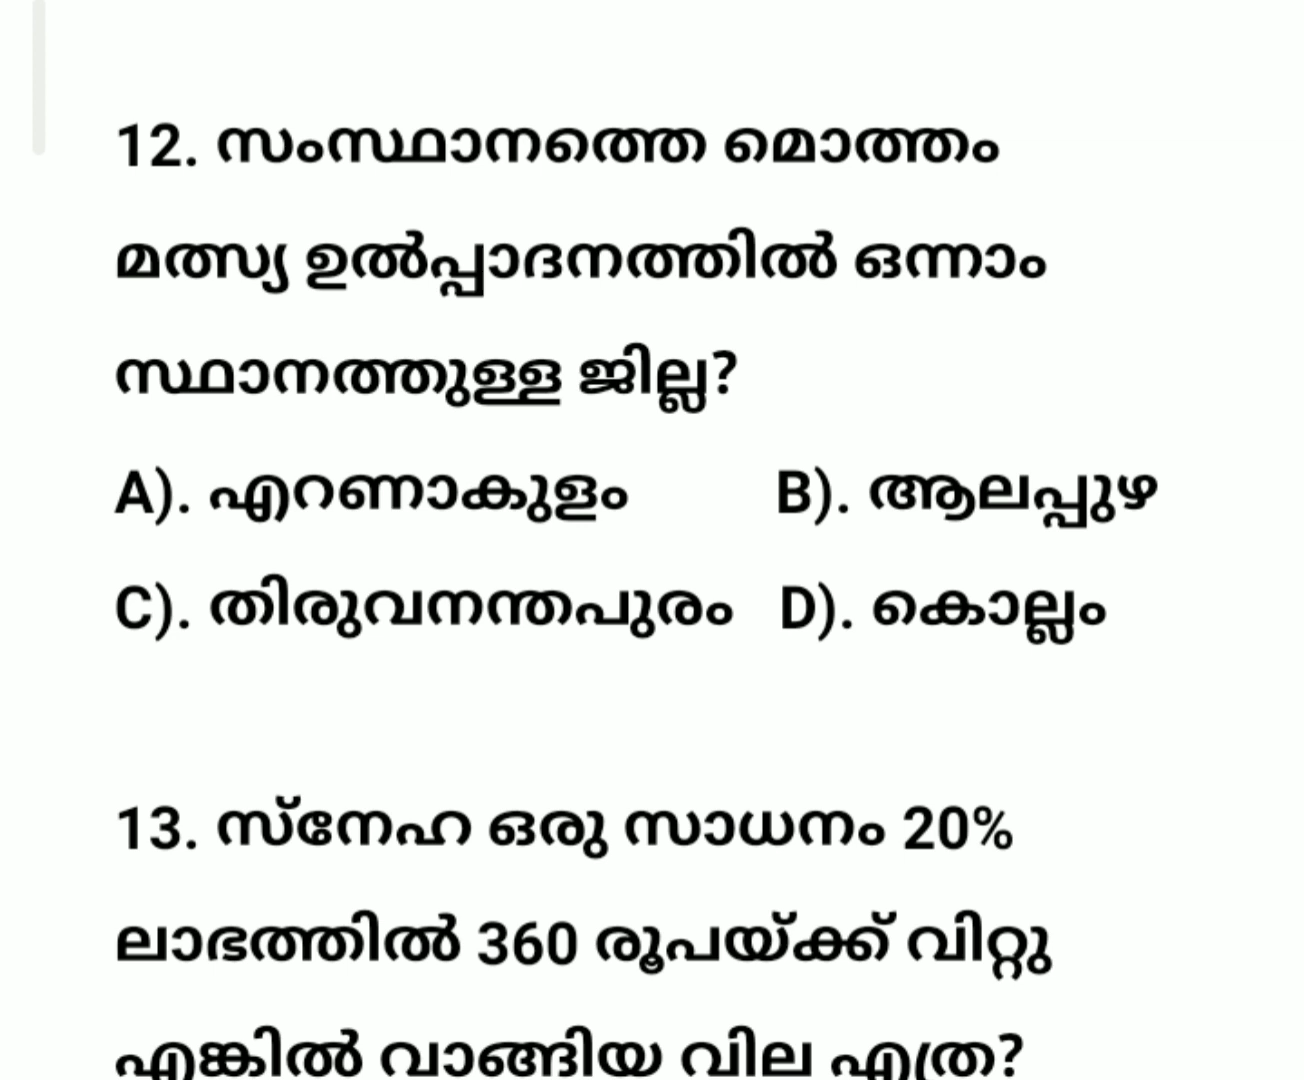 12. സംസ്ഥാനത്തെ മൊത്തം
മത്സ്യ ഉൽപ്പാദനത്തിൽ ഒന്നാം
സ്ഥാനത്തുള്ള ജില്ല?
A). എറണാകുളം B). ആലപ്പുഴ
C). തിരുവനന്തപുരം D). കൊല്ലം
13. സ്നേഹ ഒരു സാധനം 20%
ലാഭത്തിൽ 360 രൂപയ്ക്ക് വിറ്റു
എങ്കിൽ വാങ്ങിയ വില എത്ര?